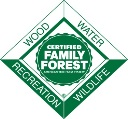 WOOD
WATER
CERTIFIED
FAMILY
FOREST
RECREATION
WILDLIFE
®